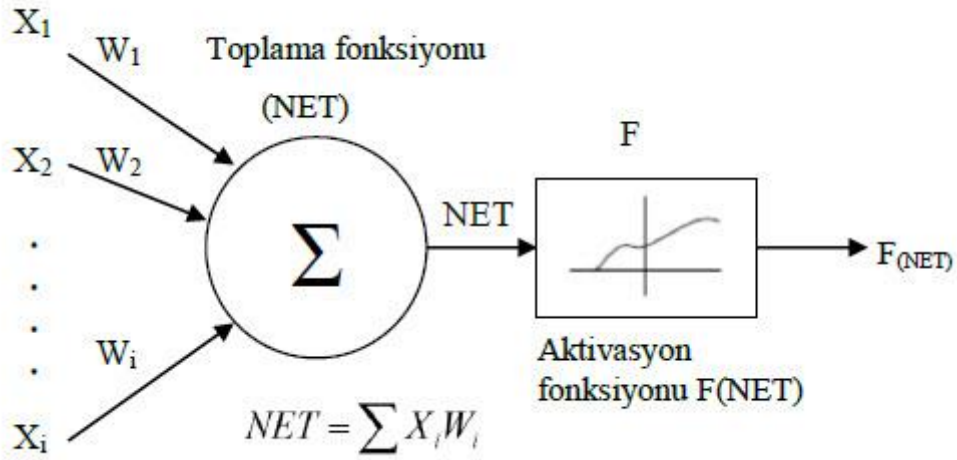 X₁
W₁
Toplama fonksiyonu
(NET)
X₂
W₂
Σ
NET
F
F(NET)
Wᵢ
Xᵢ
Aktivasyon
fonksiyonu F(NET)
NET = ∑ XᵢWᵢ